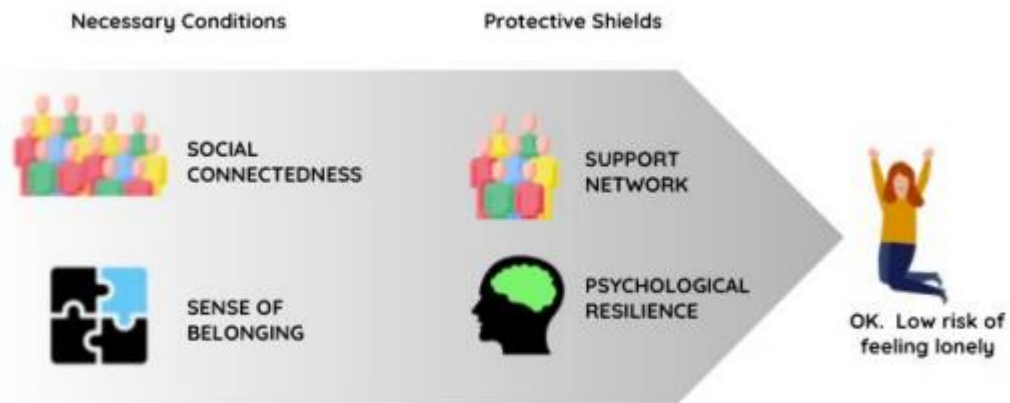 Necessary Conditions
Protective Shields
SOCIAL
CONNECTEDNESS
SUPPORT
NETWORK
SENSE OF
BELONGING
PSYCHOLOGICAL
RESILIENCE
OK. Low risk of
feeling lonely